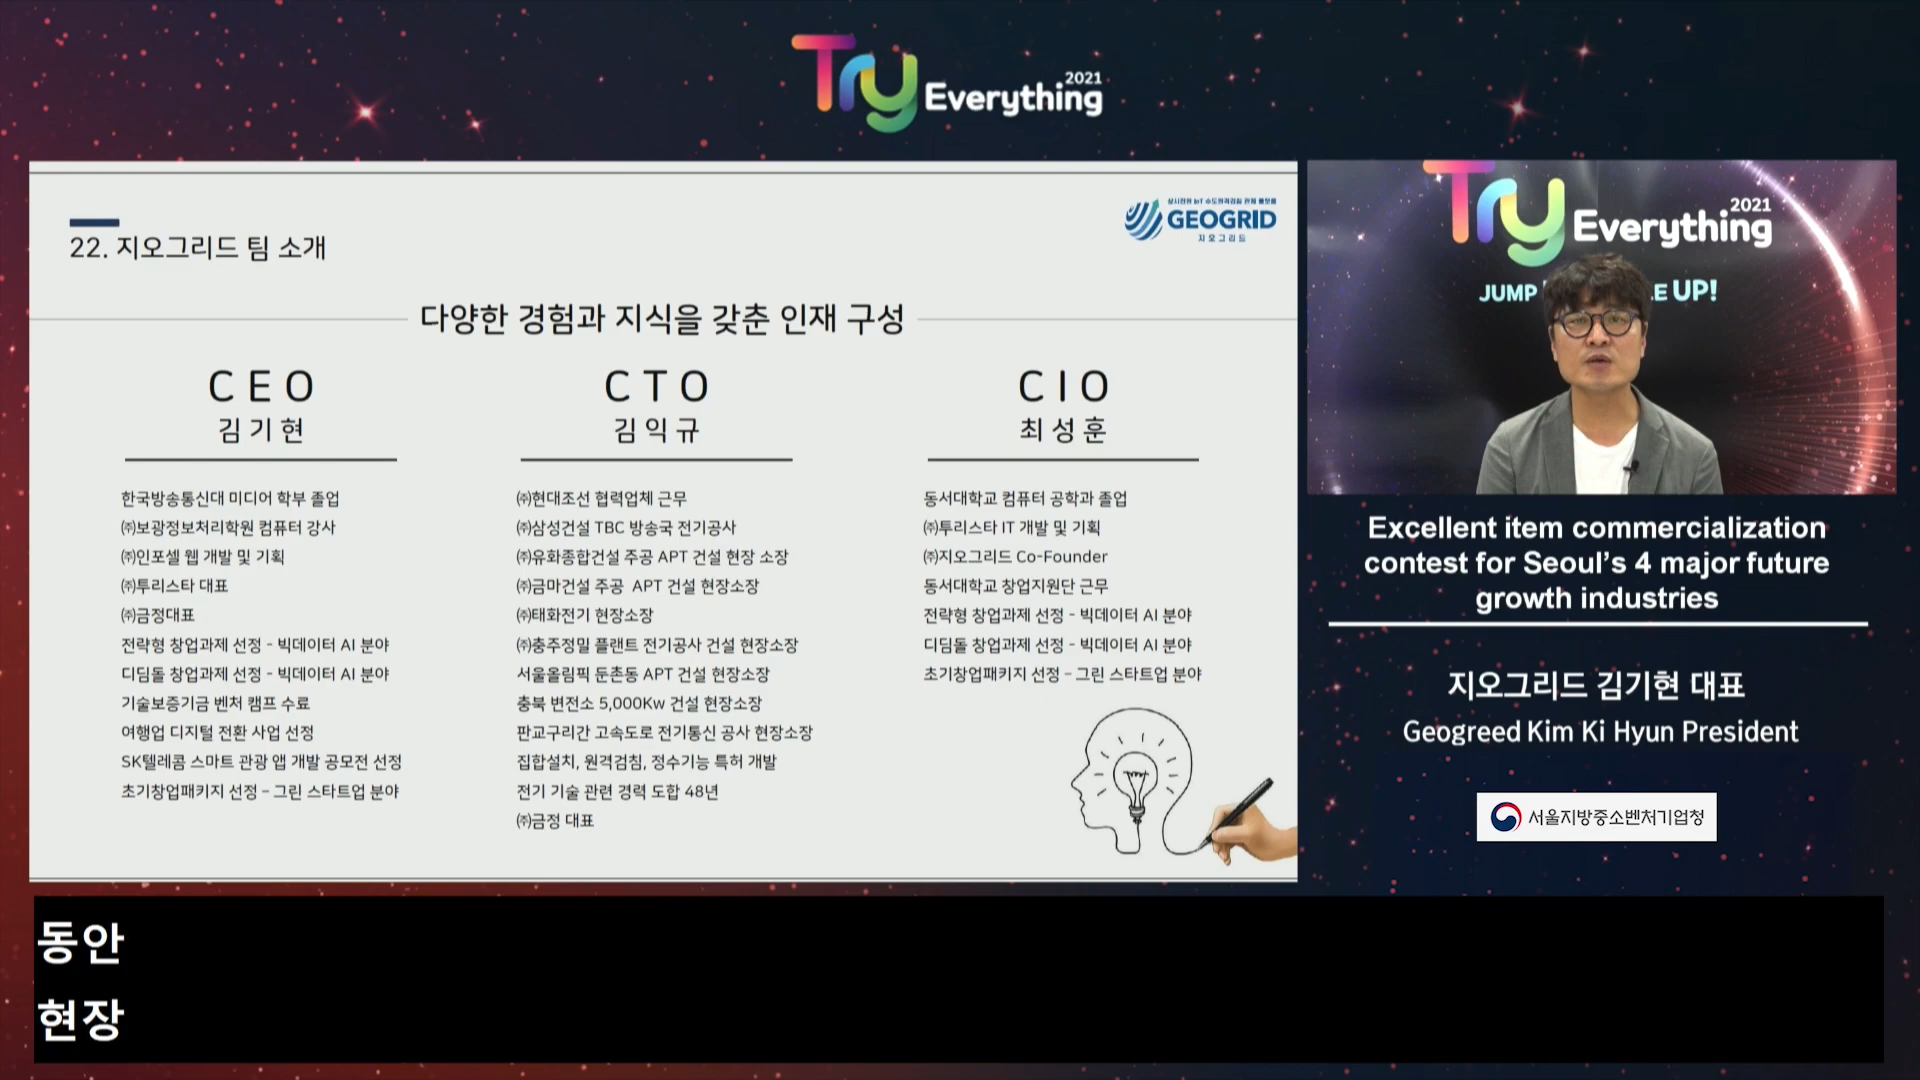 Try Everything 2021
22. 지오그리드 팀 소개
상시전원 IoT 수도원격검침 관제 플랫폼
GEOGRID
지오그리드
다양한 경험과 지식을 갖춘 인재 구성
CEO
김기현
한국방송통신대 미디어 학부 졸업
㈜보광정보처리학원 컴퓨터 강사
㈜인포셀 웹 개발 및 기획
㈜투리스타 대표
㈜금정대표
전략형 창업과제 선정 - 빅데이터 AI 분야
디딤돌 창업과제 선정 - 빅데이터 AI 분야
기술보증기금 벤처 캠프 수료
여행업 디지털 전환 사업 선정
SK텔레콤 스마트 관광 앱 개발 공모전 선정
초기창업패키지 선정 – 그린 스타트업 분야
CTO
김익규
㈜현대조선 협력업체 근무
㈜삼성건설 TBC 방송국 전기공사
㈜유화종합건설 주공 APT 건설 현장 소장
㈜금마건설 주공 APT 건설 현장소장
㈜태화전기 현장소장
㈜충주정밀 플랜트 전기공사 건설 현장소장
서울올림픽 둔촌동 APT 건설 현장소장
충북 변전소 5,000Kw 건설 현장소장
판교구리간 고속도로 전기통신 공사 현장소장
집합설치, 원격검침, 정수기능 특허 개발
전기 기술 관련 경력 도합 48년
㈜금정 대표
CIO
최성훈
동서대학교 컴퓨터 공학과 졸업
㈜투리스타 IT 개발 및 기획
㈜지오그리드 Co-Founder
동서대학교 창업지원단 근무
전략형 창업과제 선정 - 빅데이터 AI 분야
디딤돌 창업과제 선정 - 빅데이터 AI 분야
초기창업패키지 선정 – 그린 스타트업 분야
Try Everything 2021
JUMP UP!
Excellent item commercialization
contest for Seoul’s 4 major future
growth industries
지오그리드 김기현 대표
Geogreed Kim Ki Hyun President
서울지방중소벤처기업청
동안
현장